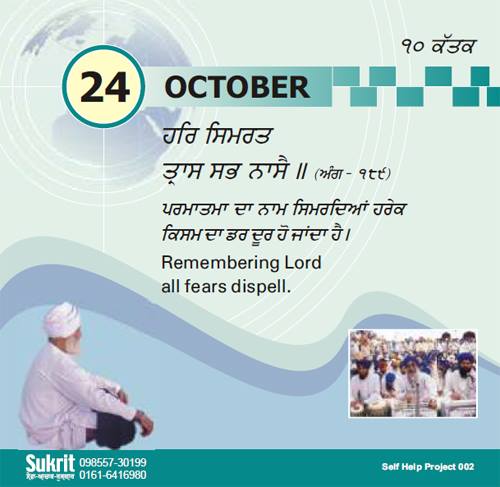 ੧੦ ਕੱਤਕ
24 OCTOBER
ਹਰਿ ਸਿਮਰਤ
ਤ੍ਰਾਸ ਸਭ ਨਾਸੈ ॥ (ਅੰਗ - ੧੮੯)
ਪਰਮਾਤਮਾ ਦਾ ਨਾਮ ਸਿਮਰਦਿਆਂ ਹਰੇਕ
ਕਿਸਮ ਦਾ ਡਰ ਦੂਰ ਹੋ ਜਾਂਦਾ ਹੈ।
Remembering Lord
all fears dispell.
Sukrit 098557-30199
0161-6416980
Self Help Project 002